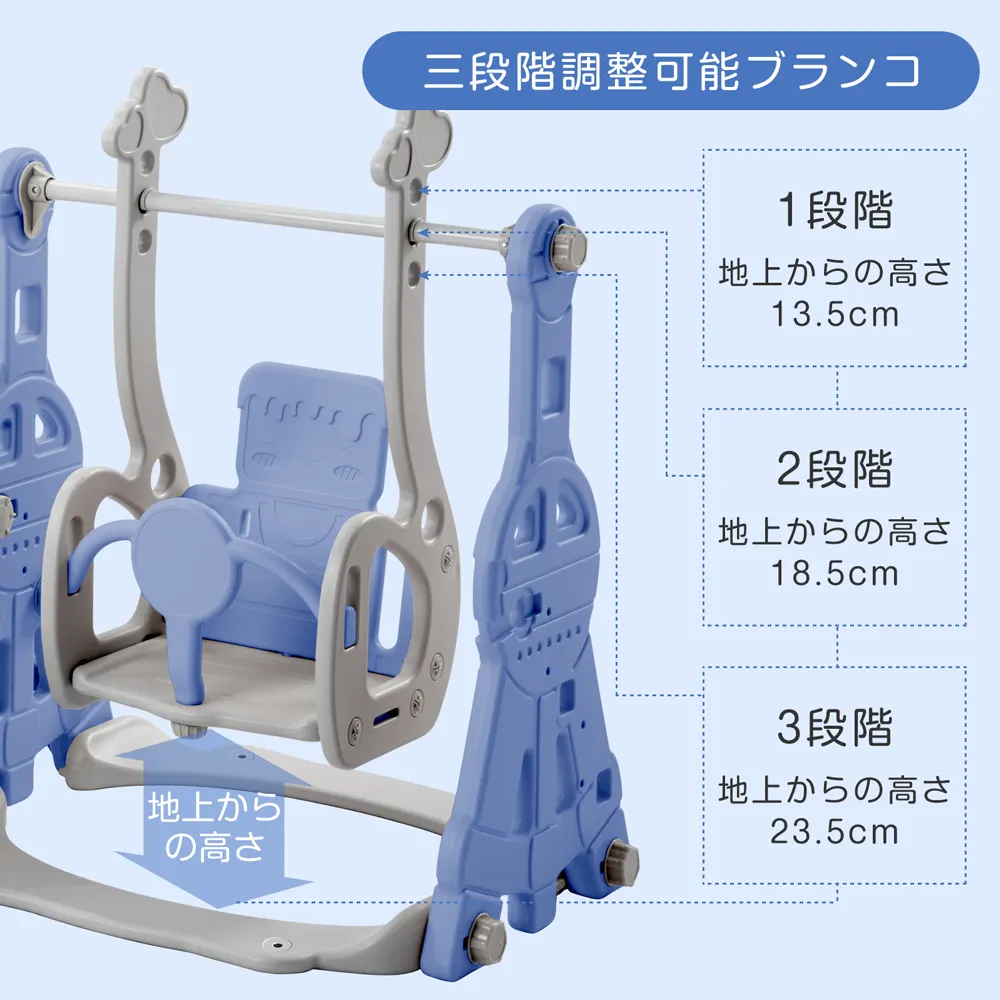 三段階調整可能ブランコ
1段階
地上からの高さ
13.5cm
2段階
地上からの高さ
18.5cm
3段階
地上からの高さ
23.5cm
地上から
の高さ